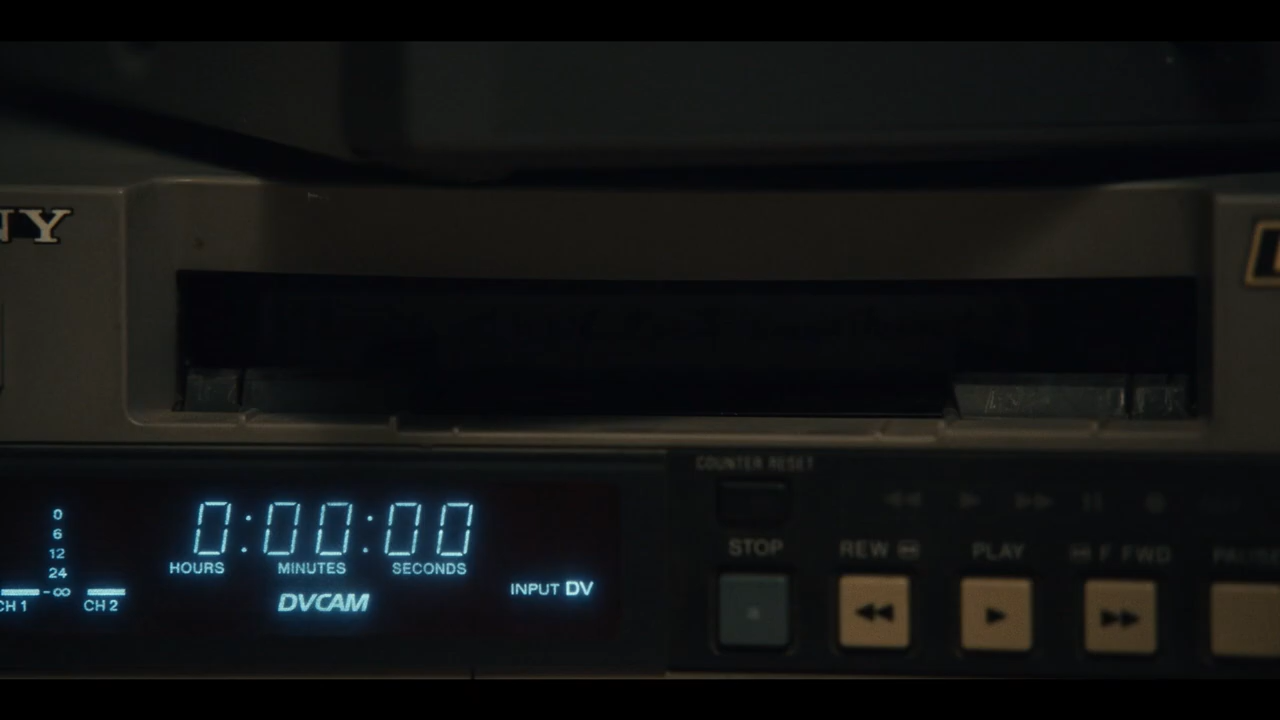 NY
COUNTER RESET
0
6
12
24
-∞
CH 1
CH 2
0:00:00
HOURS MINUTES SECONDS
DVCAM
INPUT DV
STOP
REW
PLAY
F FWD
PAUSE